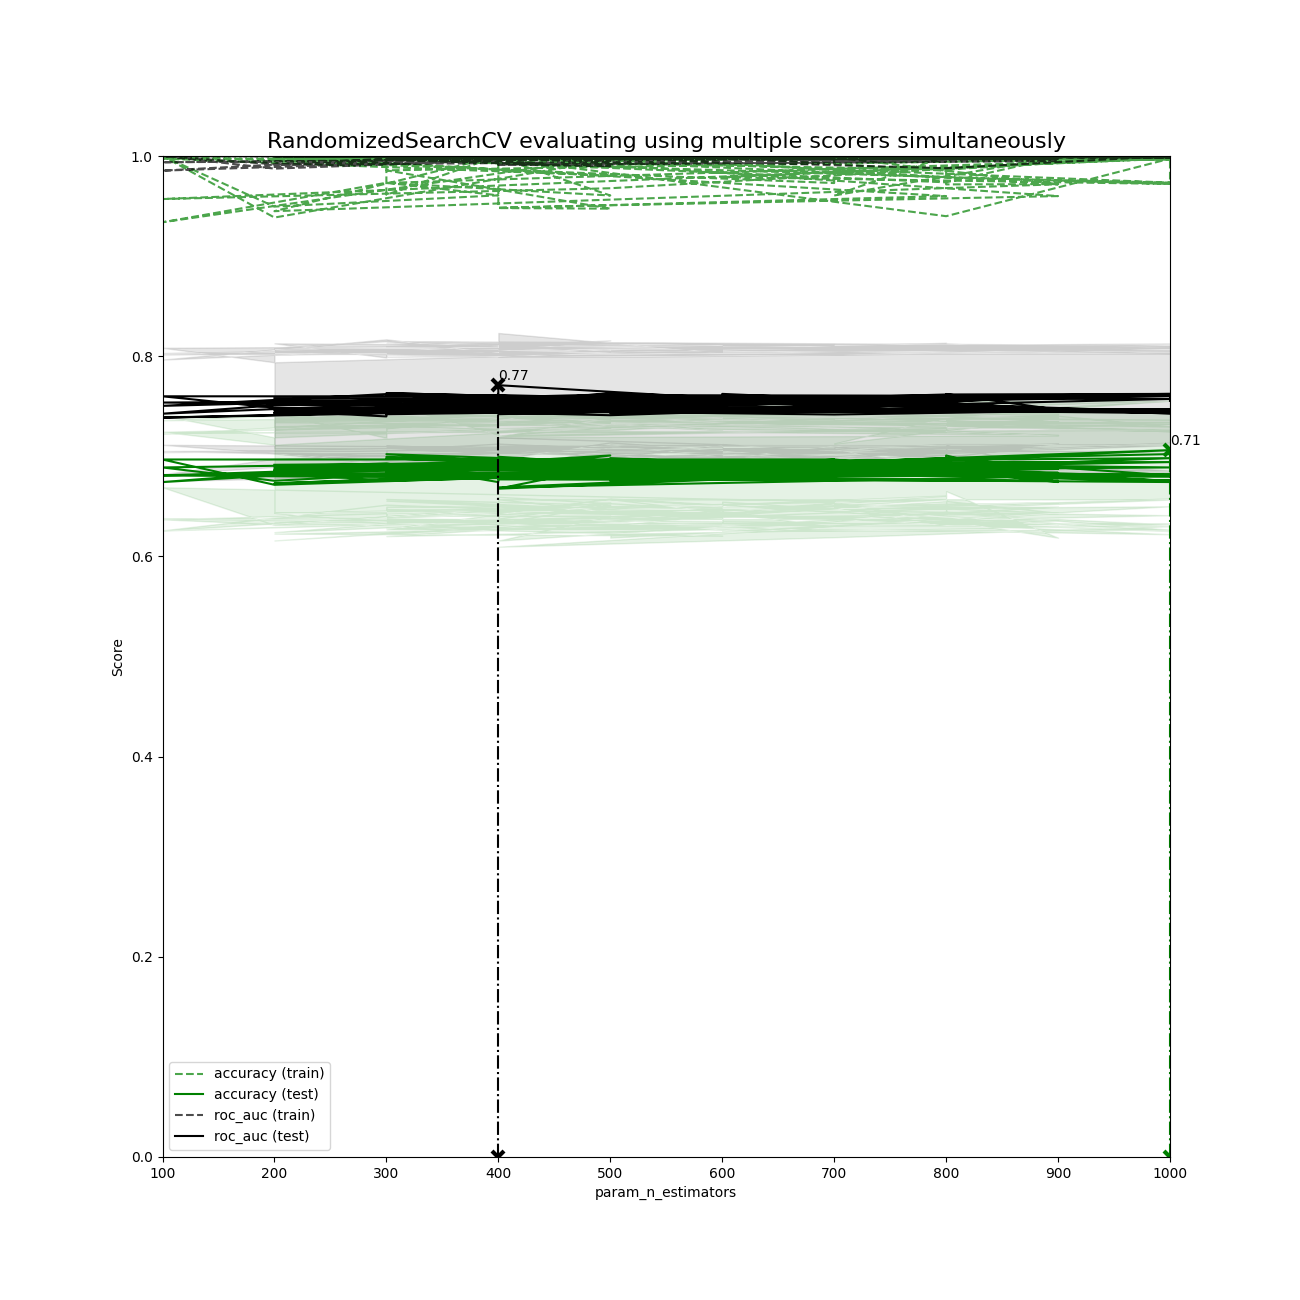 RandomizedSearchCV evaluating using multiple scorers simultaneously
1.0
0.8
0.77
0.71
0.6
Score
0.4
0.2
accuracy (train)
accuracy (test)
roc_auc (train)
roc_auc (test)
0.0
100 200 300 400 500 600 700 800 900 1000
param_n_estimators